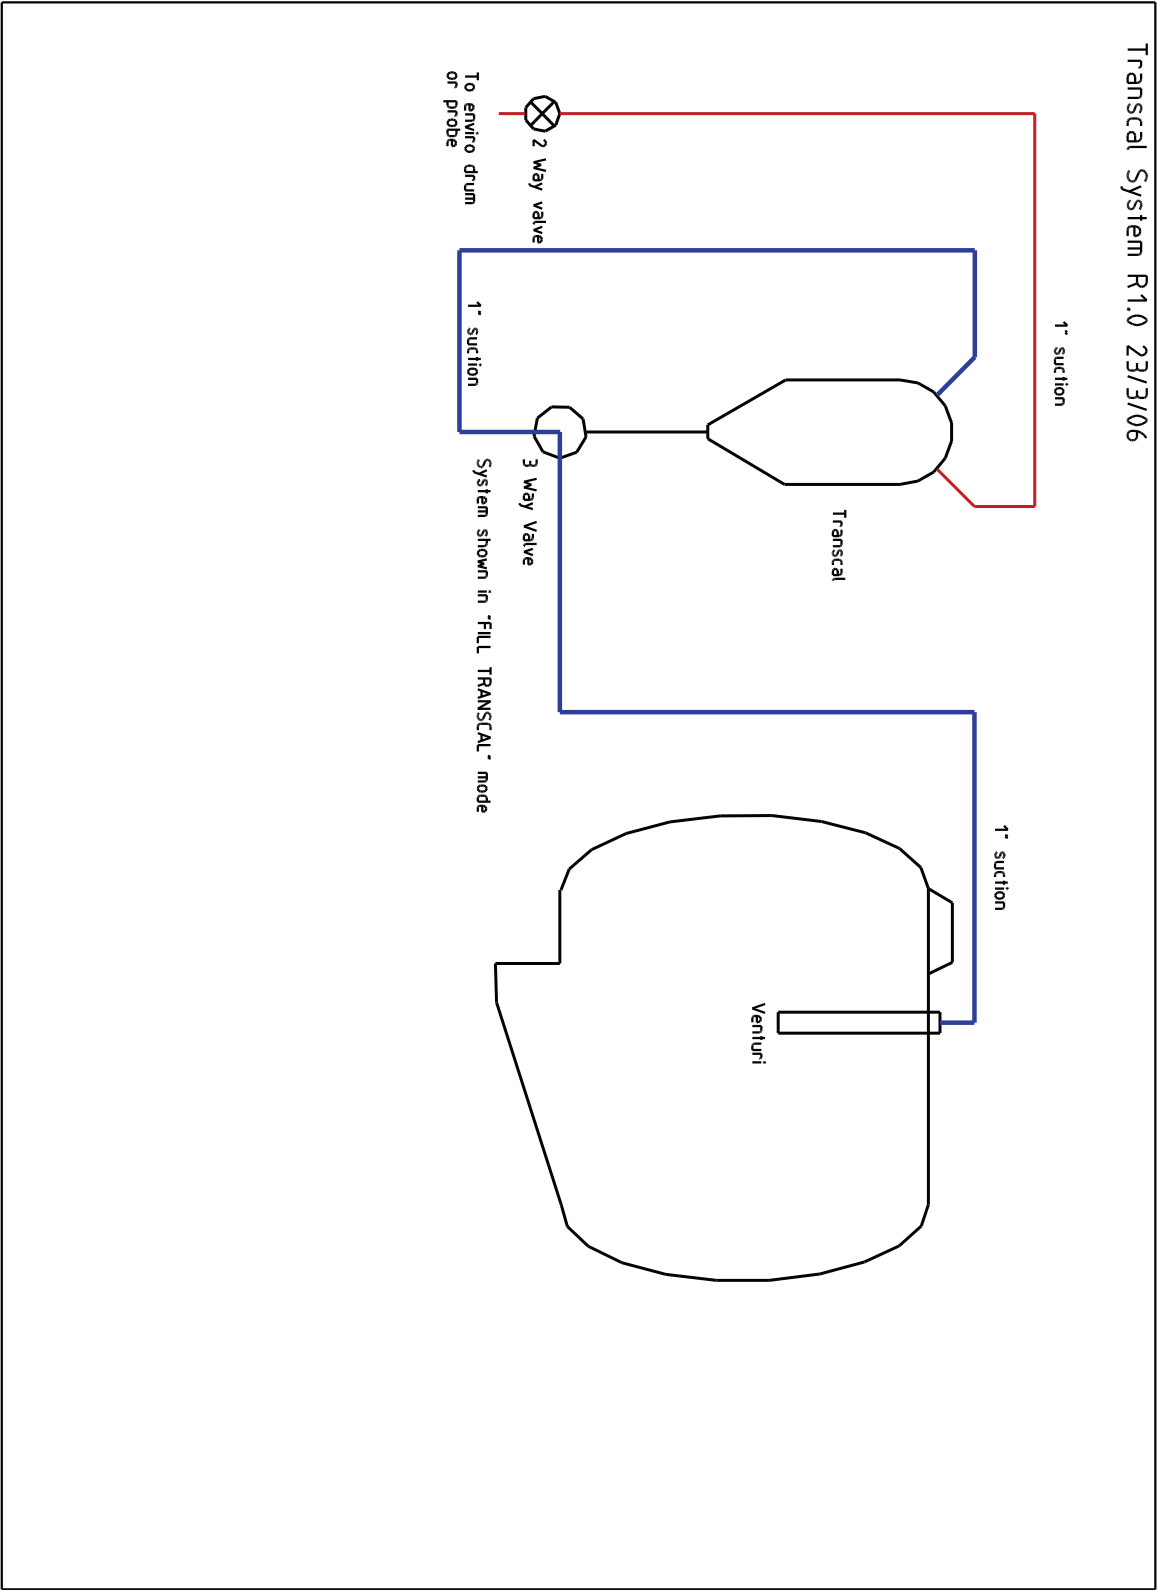 Transcal System R1.0 23/3/06
1" suction
1" suction
Transcal
Venturi
2 Way valve
3 Way Valve
1" suction
System shown in "FILL TRANSCAL" mode
To enviro drum
or probe